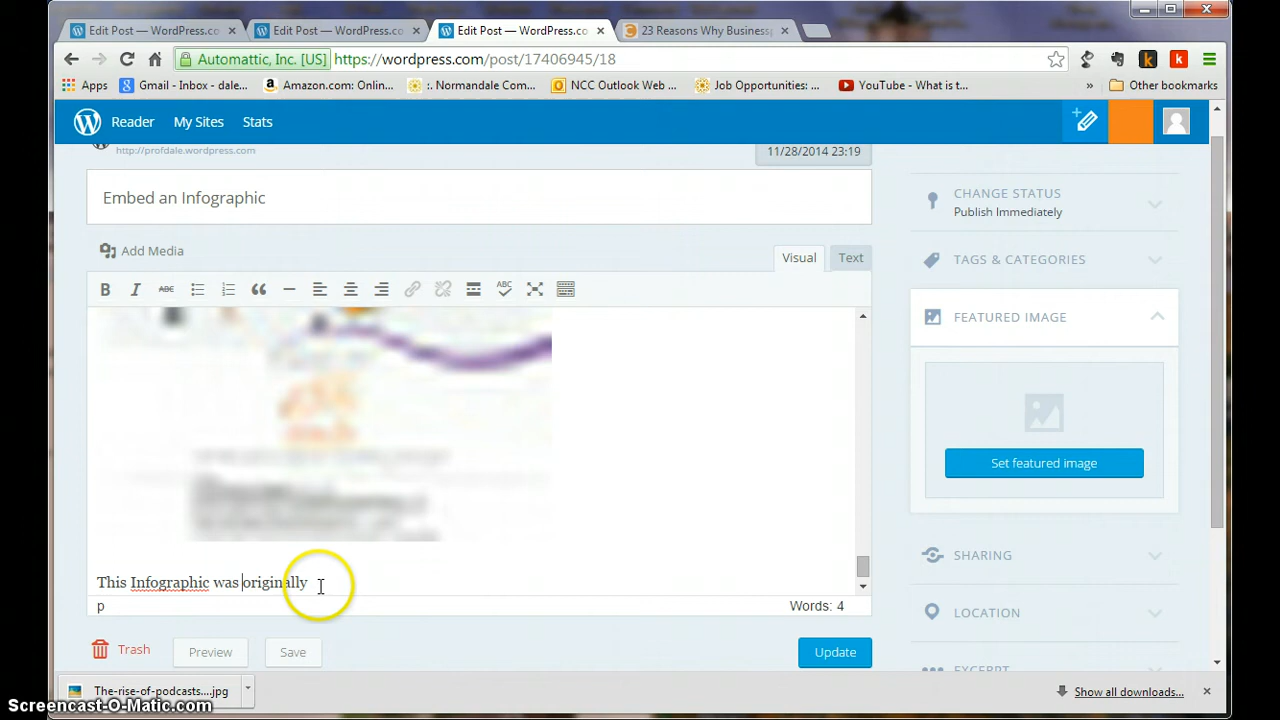 Edit Post — WordPress.co
Edit Post — WordPress.co
Edit Post — WordPress.co
23 Reasons Why Business
Automattic, Inc. [US] https://wordpress.com/post/17406945/18
Apps
Gmail - Inbox - dale...
Amazon.com: Onlin...
:. Normandale Com...
NCC Outlook Web ...
Job Opportunities: ...
YouTube - What is t...
»
Other bookmarks
Reader
My Sites
Stats
http://profdale.wordpress.com
11/28/2014 23:19
Embed an Infographic
Add Media
Visual
Text
B I ABC ABC
This Infographic was originally
p
Words: 4
Trash
Preview
Save
Update
CHANGE STATUS
Publish Immediately
TAGS & CATEGORIES
FEATURED IMAGE
Set featured image
SHARING
LOCATION
EXCERPT
The-rise-of-podcasts....jpg
Show all downloads...
Screencast-O-Matic.com